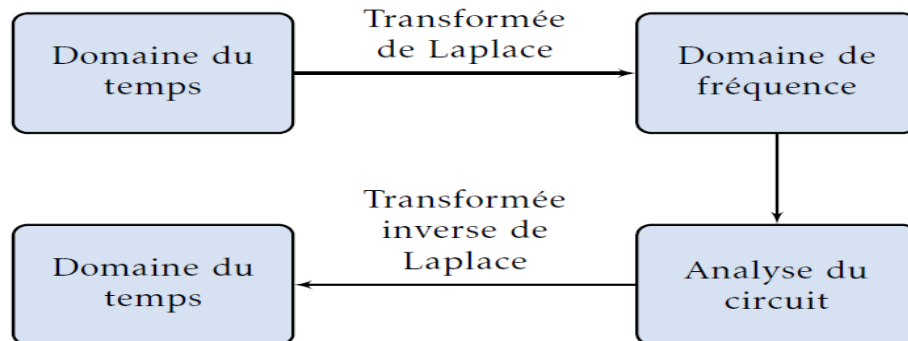 Transformée
de Laplace
Domaine du
temps
Domaine de
fréquence
Transformée
inverse de
Laplace
Domaine du
temps
Analyse du
circuit